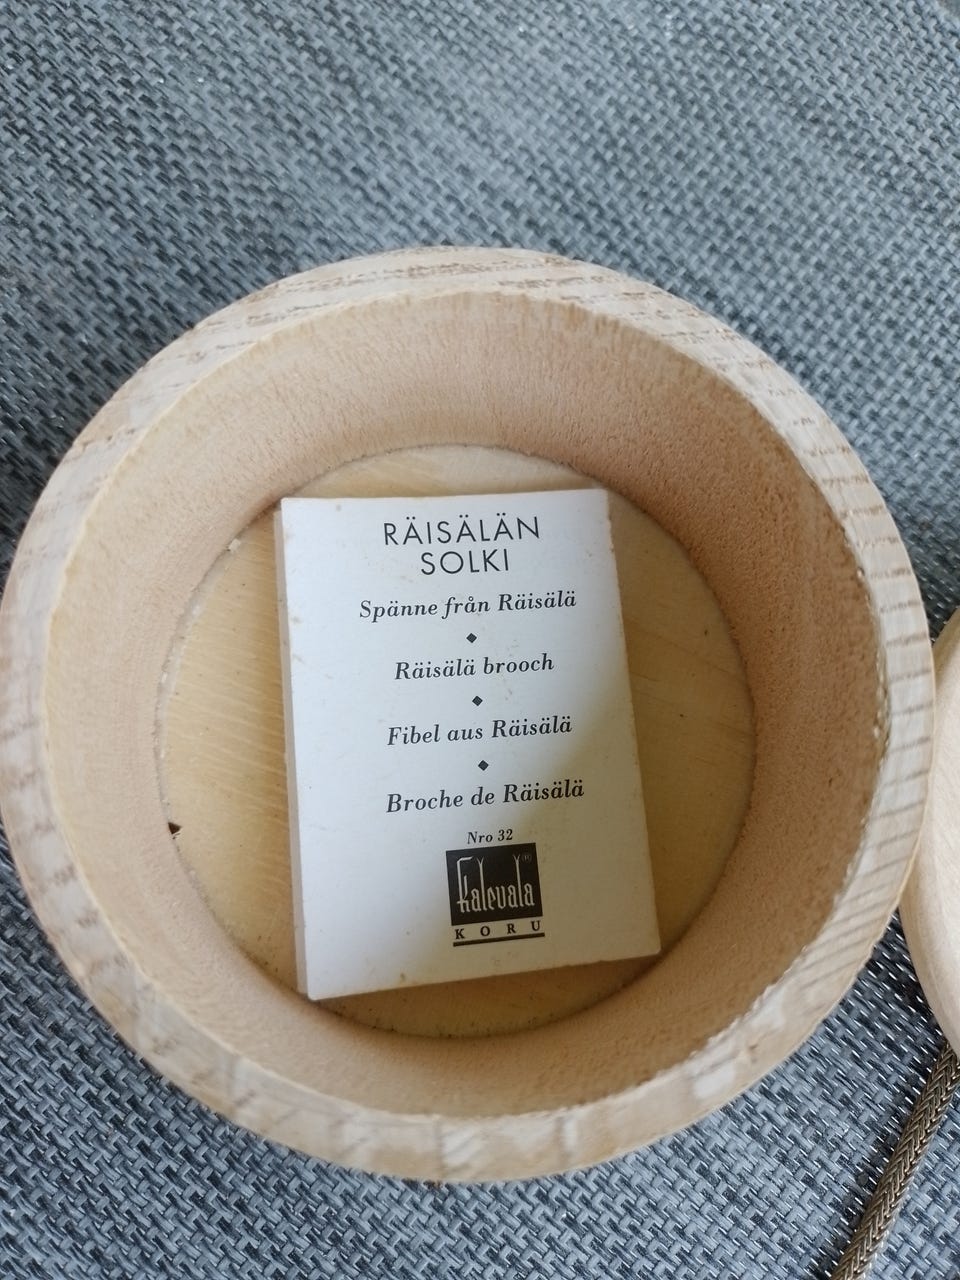 RÄISÄLÄN
SOLKI
Spänne från Räisälä
Räisälä brooch
Fibel aus Räisälä
Broche de Räisälä
Nro 32
Kalevala®
KORU